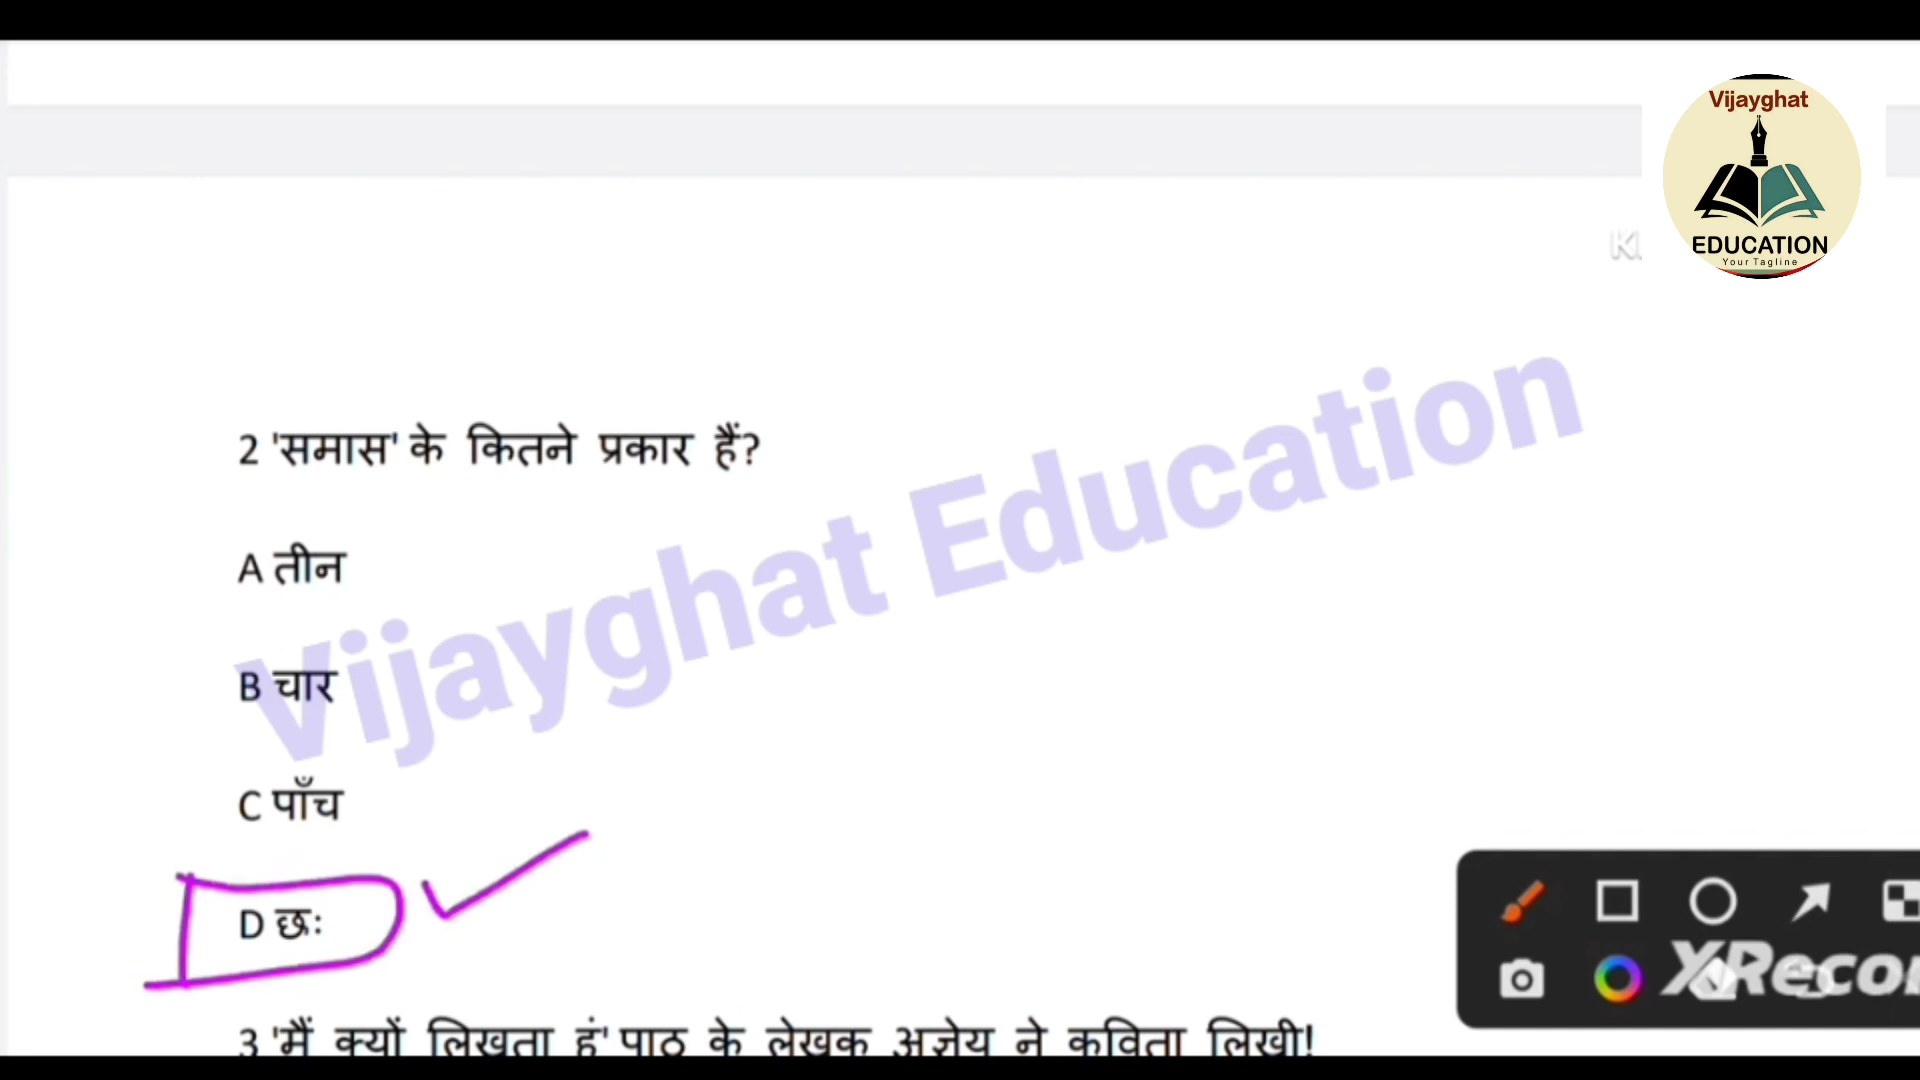 Vijayghat
EDUCATION
Your Tagline
2 'समास' के कितने प्रकार हैं?
A तीन
B चार
C पाँच
D छः
3 'मैं क्यों लिखता हूं' पाठ के लेखक अज्ञेय ने कविता लिखी!
Vijayghat Education
XRecor